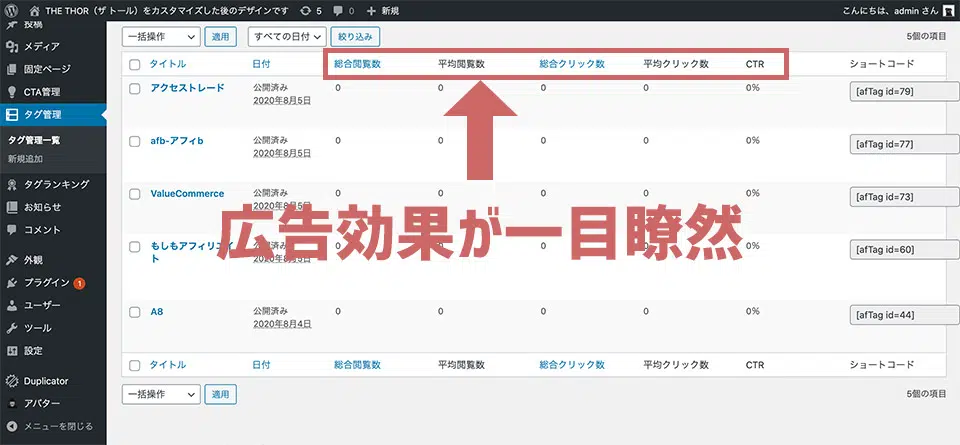 THE THOR（ザ トール）をカスタマイズした後のデザインです 5 0 新規 こんにちは、admin さん
投稿
メディア
固定ページ
CTA管理
タグ管理
タグ管理一覧
新規追加
タグランキング
お知らせ
コメント
外観
プラグイン 1
ユーザー
ツール
設定
Duplicator
アバター
メニューを閉じる
一括操作 適用 すべての日付 絞り込み 5個の項目
タイトル 日付 総合閲覧数 平均閲覧数 総合クリック数 平均クリック数 CTR ショートコード
アクセストレード 公開済み 0 0 0 0 0% [afTag id=79]
2020年8月5日
afb-アフィb 公開済み 0 0 0 0 0% [afTag id=77]
2020年8月5日
ValueCommerce 公開済み 0 0 0 0 0% [afTag id=73]
2020年8月5日
広告効果が一目瞭然
もしもアフィリエイト 公開済み 0 0 0 0 0% [afTag id=60]
2020年8月5日
A8 公開済み 0 0 0 0 0% [afTag id=44]
2020年8月4日
タイトル 日付 総合閲覧数 平均閲覧数 総合クリック数 平均クリック数 CTR ショートコード
一括操作 適用 5個の項目